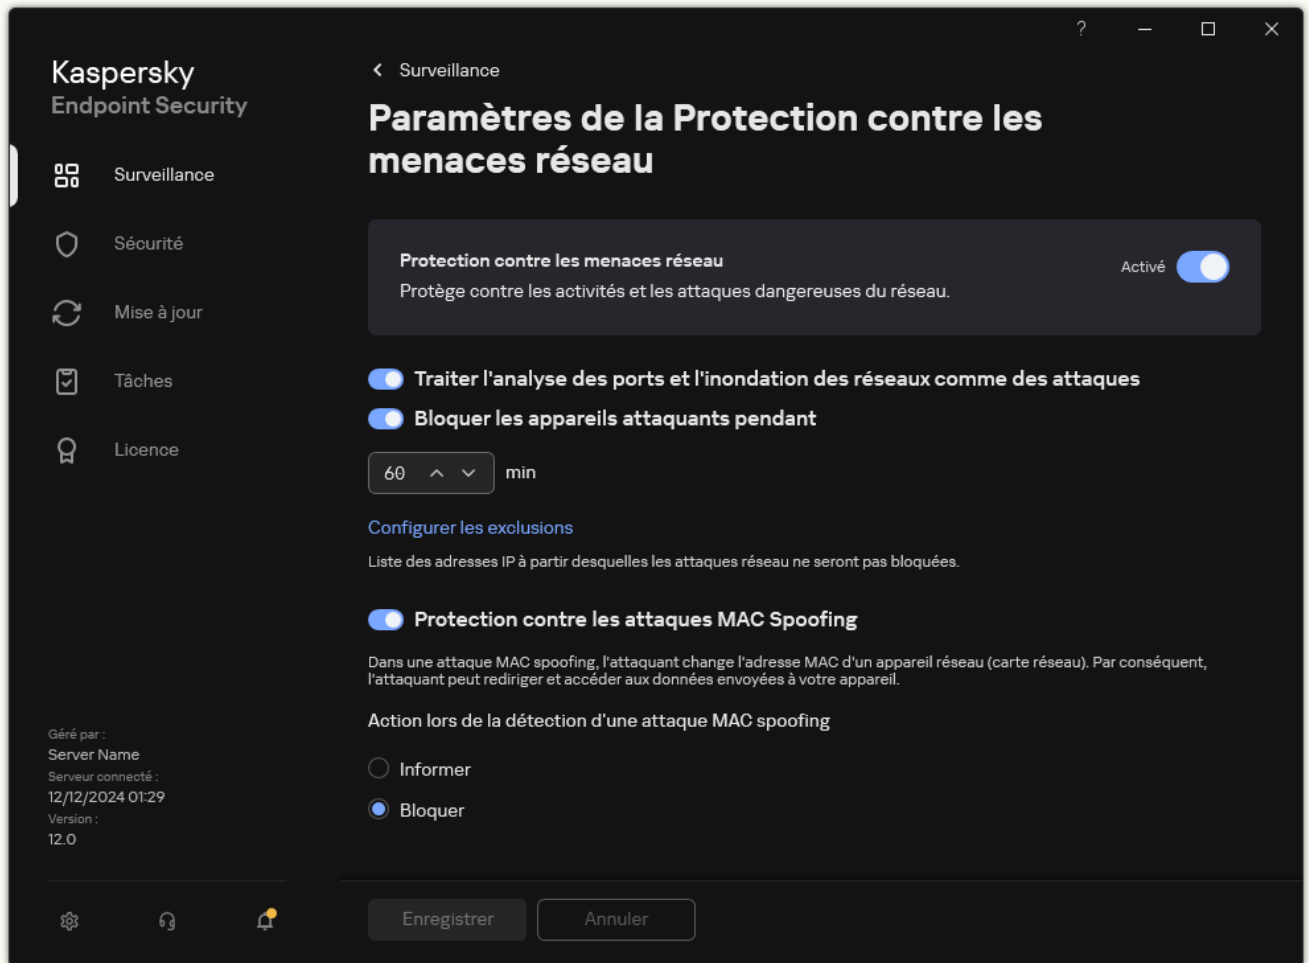 ?
Kaspersky
Endpoint Security
Surveillance
Sécurité
Mise à jour
Tâches
Licence
Géré par :
Server Name
Serveur connecté :
12/12/2024 01:29
Version :
12.0
Surveillance
Paramètres de la Protection contre les
menaces réseau
Protection contre les menaces réseau
Protège contre les activités et les attaques dangereuses du réseau.
Activé
Traiter l'analyse des ports et l'inondation des réseaux comme des attaques
Bloquer les appareils attaquants pendant
60 min
Configurer les exclusions
Liste des adresses IP à partir desquelles les attaques réseau ne seront pas bloquées.
Protection contre les attaques MAC Spoofing
Dans une attaque MAC spoofing, l'attaquant change l'adresse MAC d'un appareil réseau (carte réseau). Par conséquent,
l'attaquant peut rediriger et accéder aux données envoyées à votre appareil.
Action lors de la détection d'une attaque MAC spoofing
Informer
Bloquer
Enregistrer
Annuler